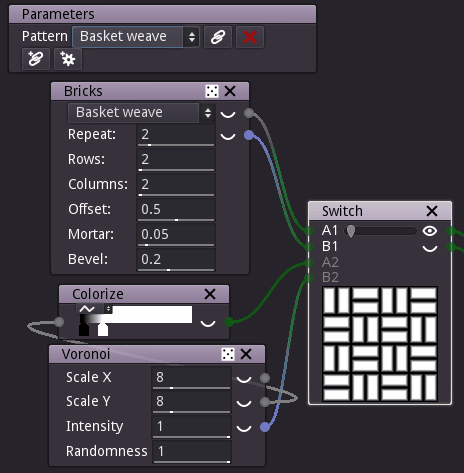 Parameters
Pattern Basket weave
Bricks
Basket weave
Repeat: 2
Rows: 2
Columns: 2
Offset: 0.5
Mortar: 0.05
Bevel: 0.2
Switch
A1
B1
A2
B2
Colorize
Voronoi
Scale X 8
Scale Y 8
Intensity 1
Randomness 1